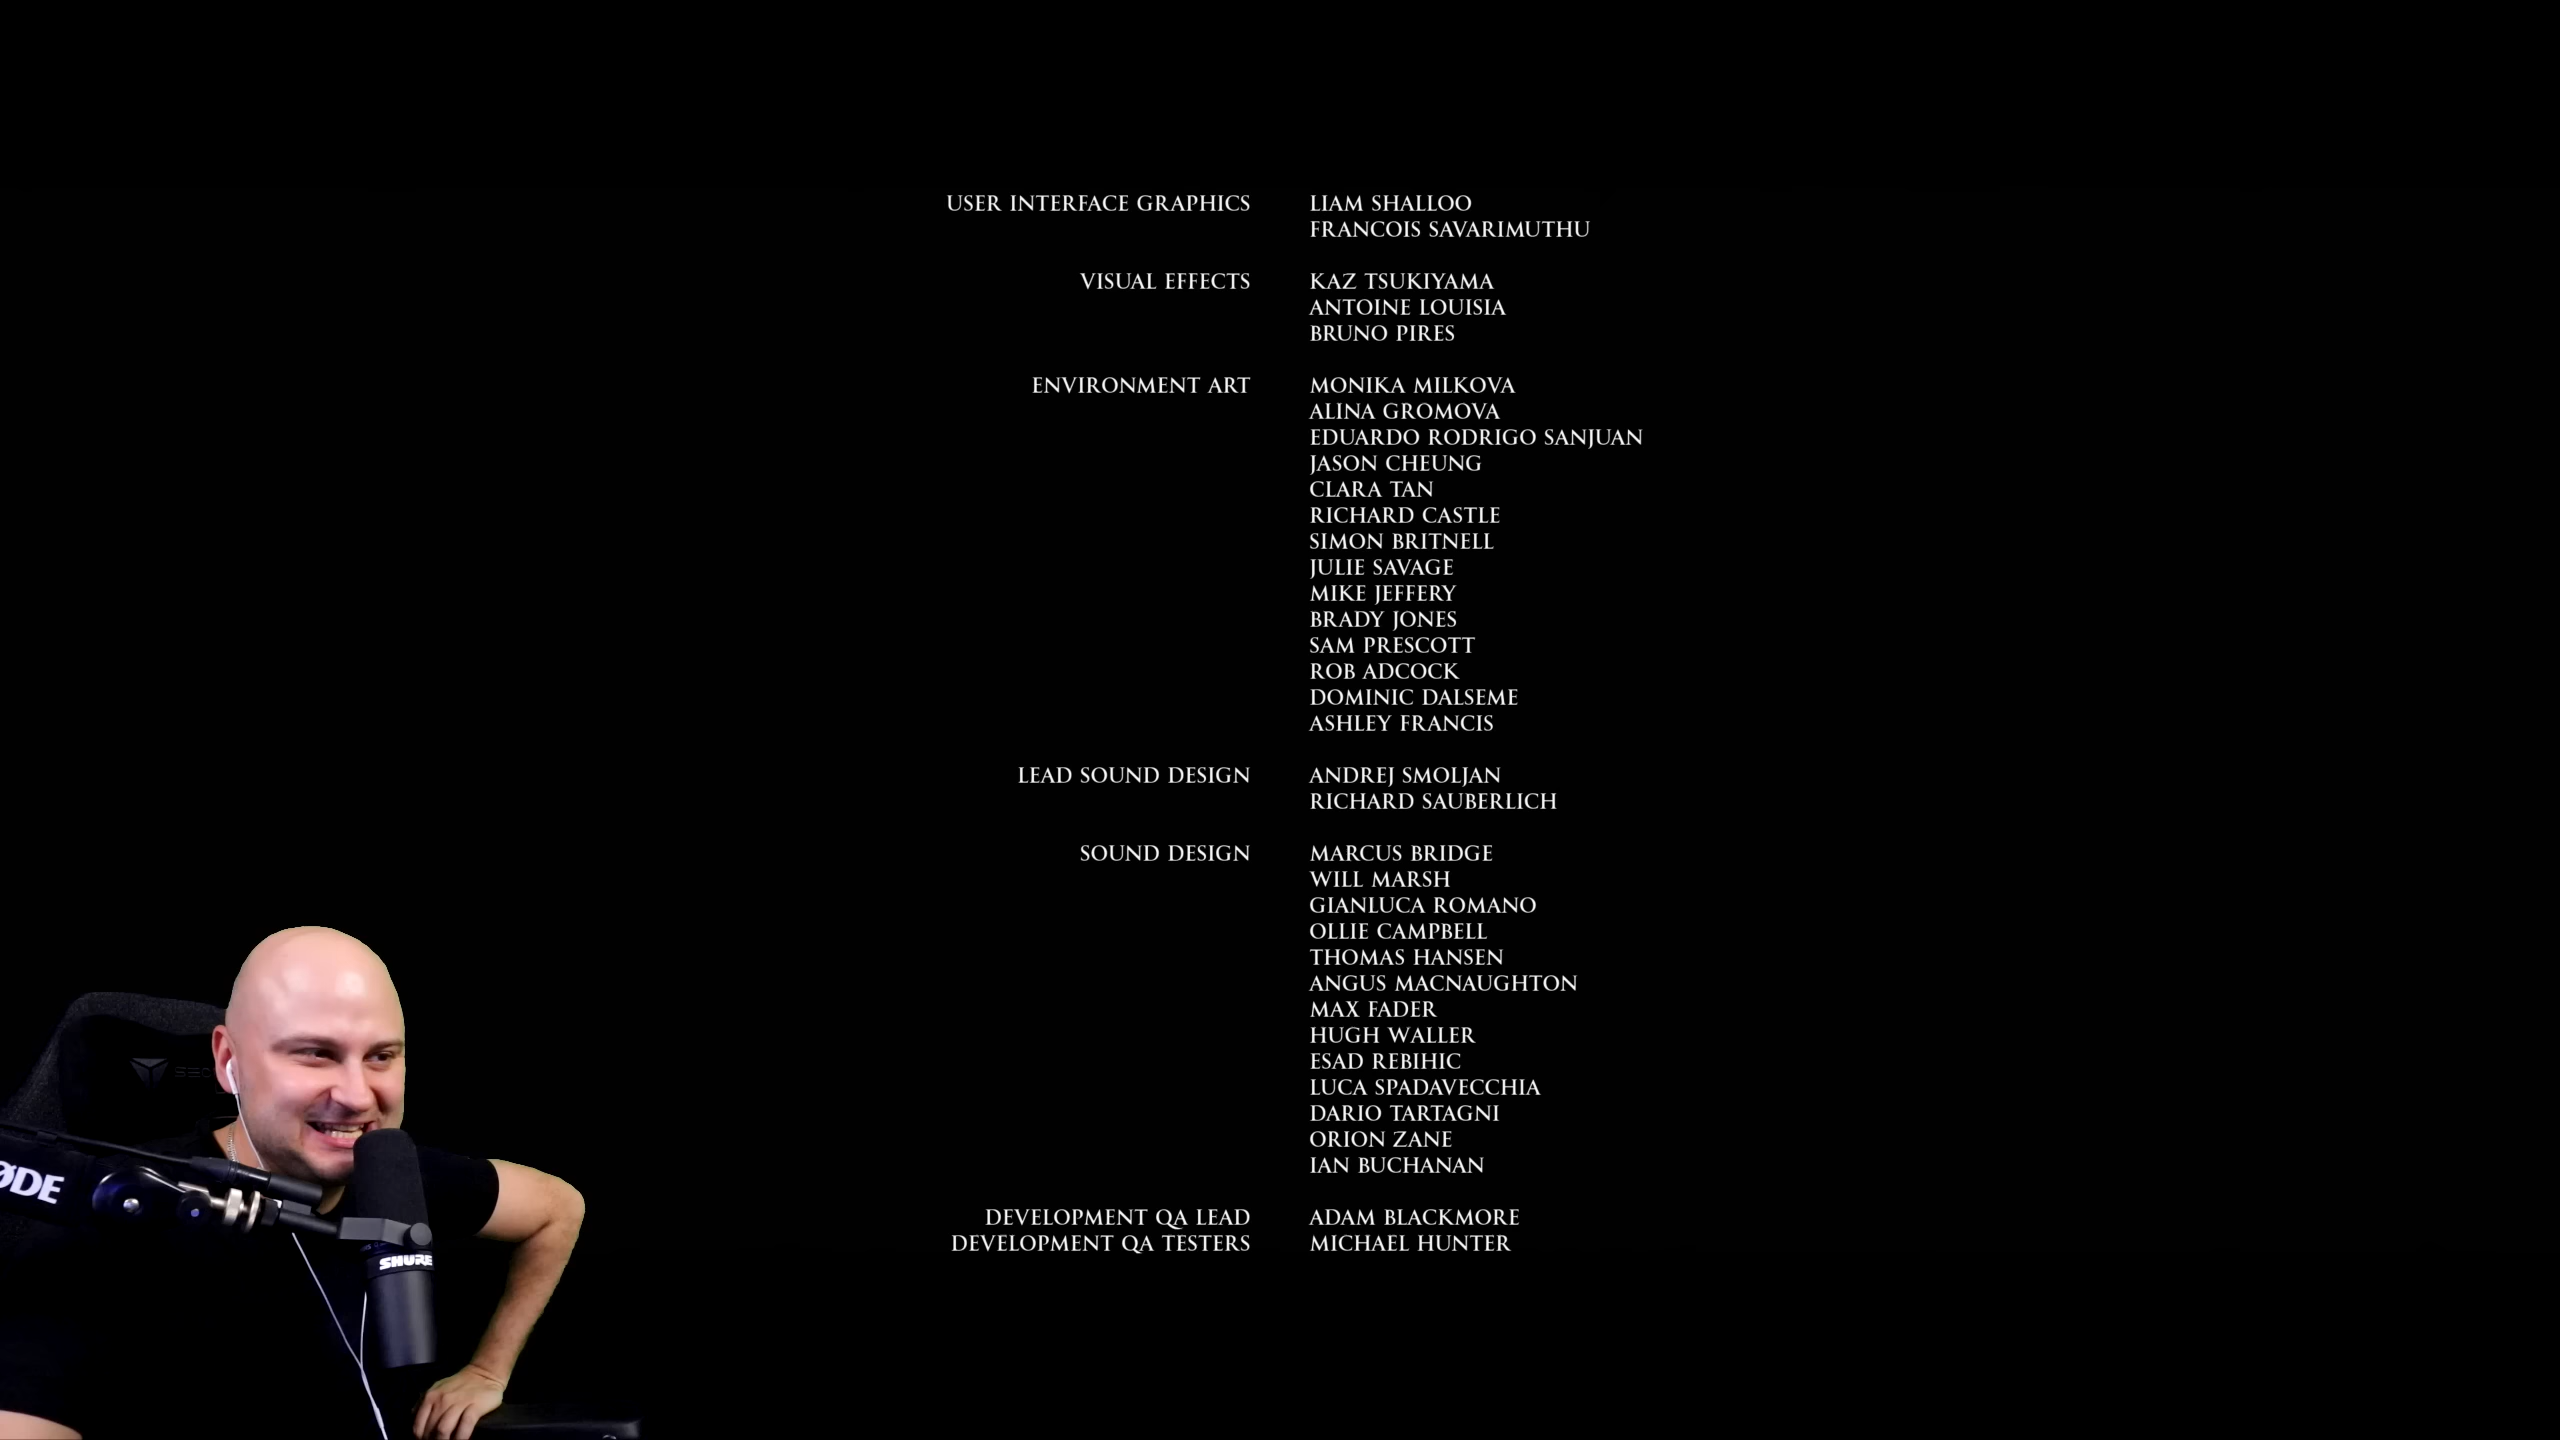 USER INTERFACE GRAPHICS LIAM SHALLOO
FRANCOIS SAVARIMUTHU
VISUAL EFFECTS KAZ TSUKIYAMA
ANTOINE LOUISIA
BRUNO PIRES
ENVIRONMENT ART MONIKA MILKOVA
ALINA GROMOVA
EDUARDO RODRIGO SANJUAN
JASON CHEUNG
CLARA TAN
RICHARD CASTLE
SIMON BRITNELL
JULIE SAVAGE
MIKE JEFFERY
BRADY JONES
SAM PRESCOTT
ROB ADCOCK
DOMINIC DALSEME
ASHLEY FRANCIS
LEAD SOUND DESIGN ANDREJ SMOLJAN
RICHARD SAUBERLICH
SOUND DESIGN MARCUS BRIDGE
WILL MARSH
GIANLUCA ROMANO
OLLIE CAMPBELL
THOMAS HANSEN
ANGUS MACNAUGHTON
MAX FADER
HUGH WALLER
ESAD REBIHIC
LUCA SPADAVECCHIA
DARIO TARTAGNI
ORION ZANE
IAN BUCHANAN
DEVELOPMENT QA LEAD ADAM BLACKMORE
DEVELOPMENT QA TESTERS MICHAEL HUNTER
ØDE
SHURE